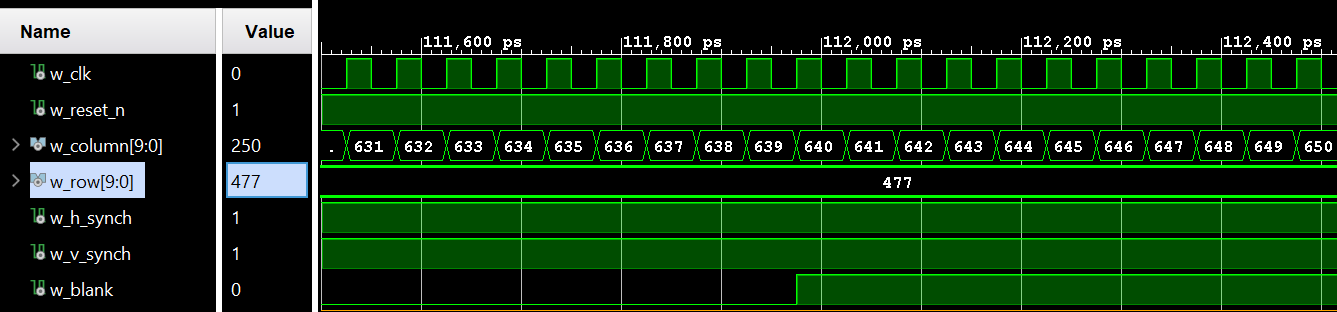 Name Value
111,600 ps 111,800 ps 112,000 ps 112,200 ps 112,400 ps
w_clk 0
w_reset_n 1
w_column[9:0] 250 . 631 632 633 634 635 636 637 638 639 640 641 642 643 644 645 646 647 648 649 650
w_row[9:0] 477 477
w_h_synch 1
w_v_synch 1
w_blank 0